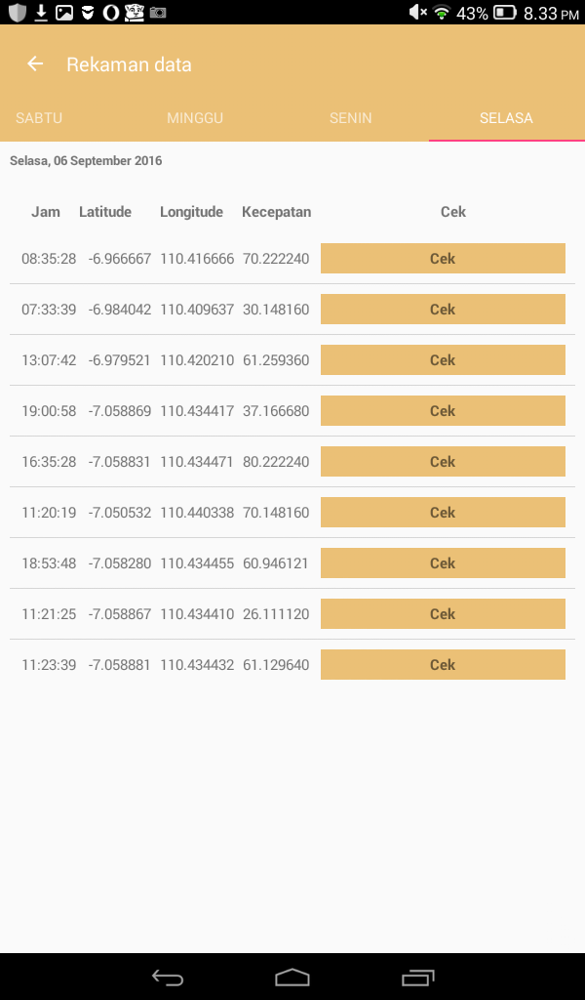 43% 8.33 PM
Rekaman data
SABTU MINGGU SENIN SELASA
Selasa, 06 September 2016
Jam Latitude Longitude Kecepatan Cek
08:35:28 -6.966667 110.416666 70.222240 Cek
07:33:39 -6.984042 110.409637 30.148160 Cek
13:07:42 -6.979521 110.420210 61.259360 Cek
19:00:58 -7.058869 110.434417 37.166680 Cek
16:35:28 -7.058831 110.434471 80.222240 Cek
11:20:19 -7.050532 110.440338 70.148160 Cek
18:53:48 -7.058280 110.434455 60.946121 Cek
11:21:25 -7.058867 110.434410 26.111120 Cek
11:23:39 -7.058881 110.434432 61.129640 Cek